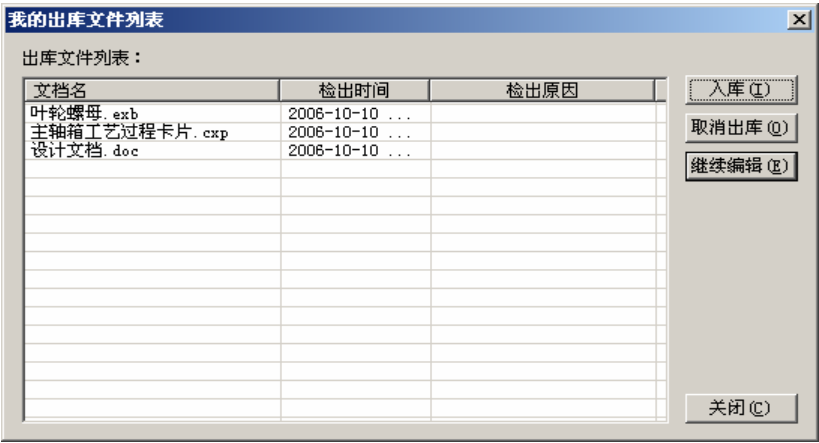 我的出库文件列表
出库文件列表：
文档名 检出时间 检出原因
叶轮螺母.exb 2006-10-10 ...
主轴箱工艺过程卡片.cxp 2006-10-10 ...
设计文档.doc 2006-10-10 ...
入库(I)
取消出库(O)
继续编辑(E)
关闭(C)